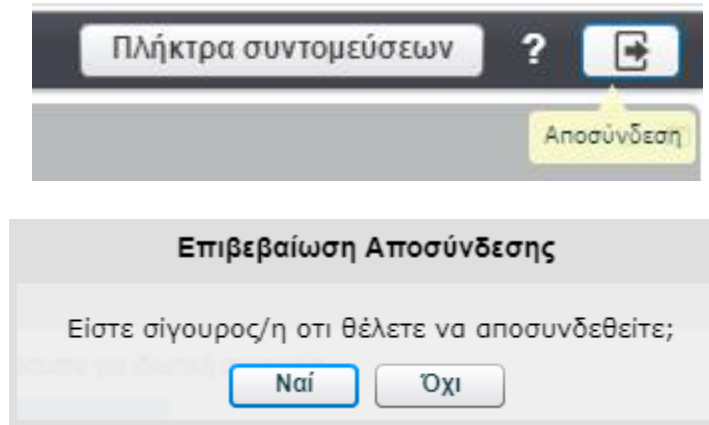 Πλήκτρα συντομεύσεων ?
Αποσύνδεση
Επιβεβαίωση Αποσύνδεσης
Είστε σίγουρος/η οτι θέλετε να αποσυνδεθείτε;
Ναί Όχι